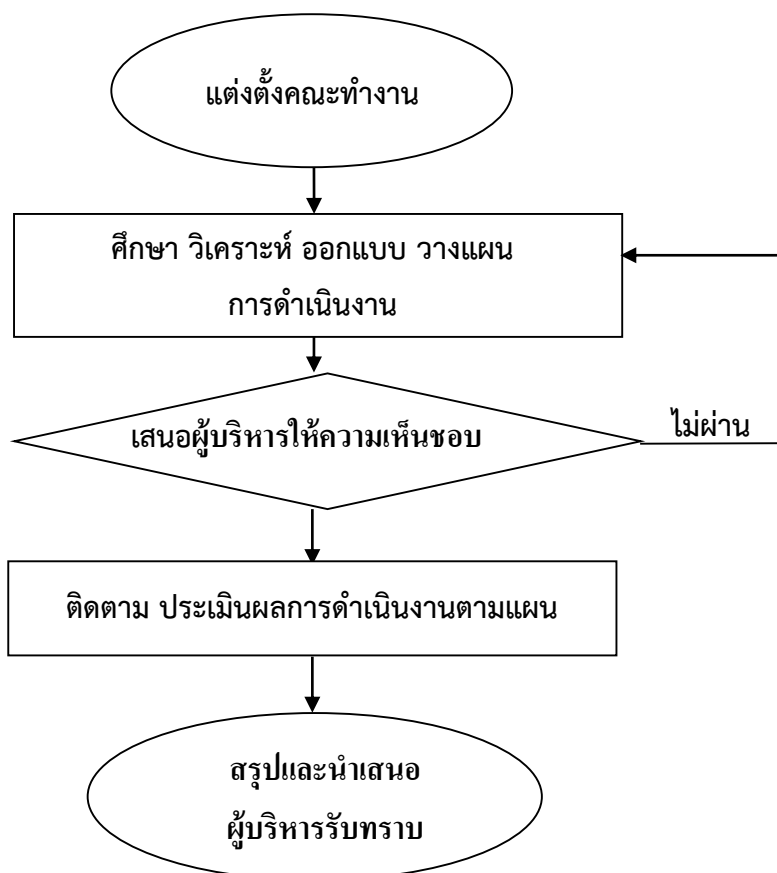 แต่งตั้งคณะทำงาน
ศึกษา วิเคราะห์ ออกแบบ วางแผน
การดำเนินงาน
เสนอผู้บริหารให้ความเห็นชอบ
ไม่ผ่าน
ติดตาม ประเมินผลการดำเนินงานตามแผน
สรุปและนำเสนอ
ผู้บริหารรับทราบ